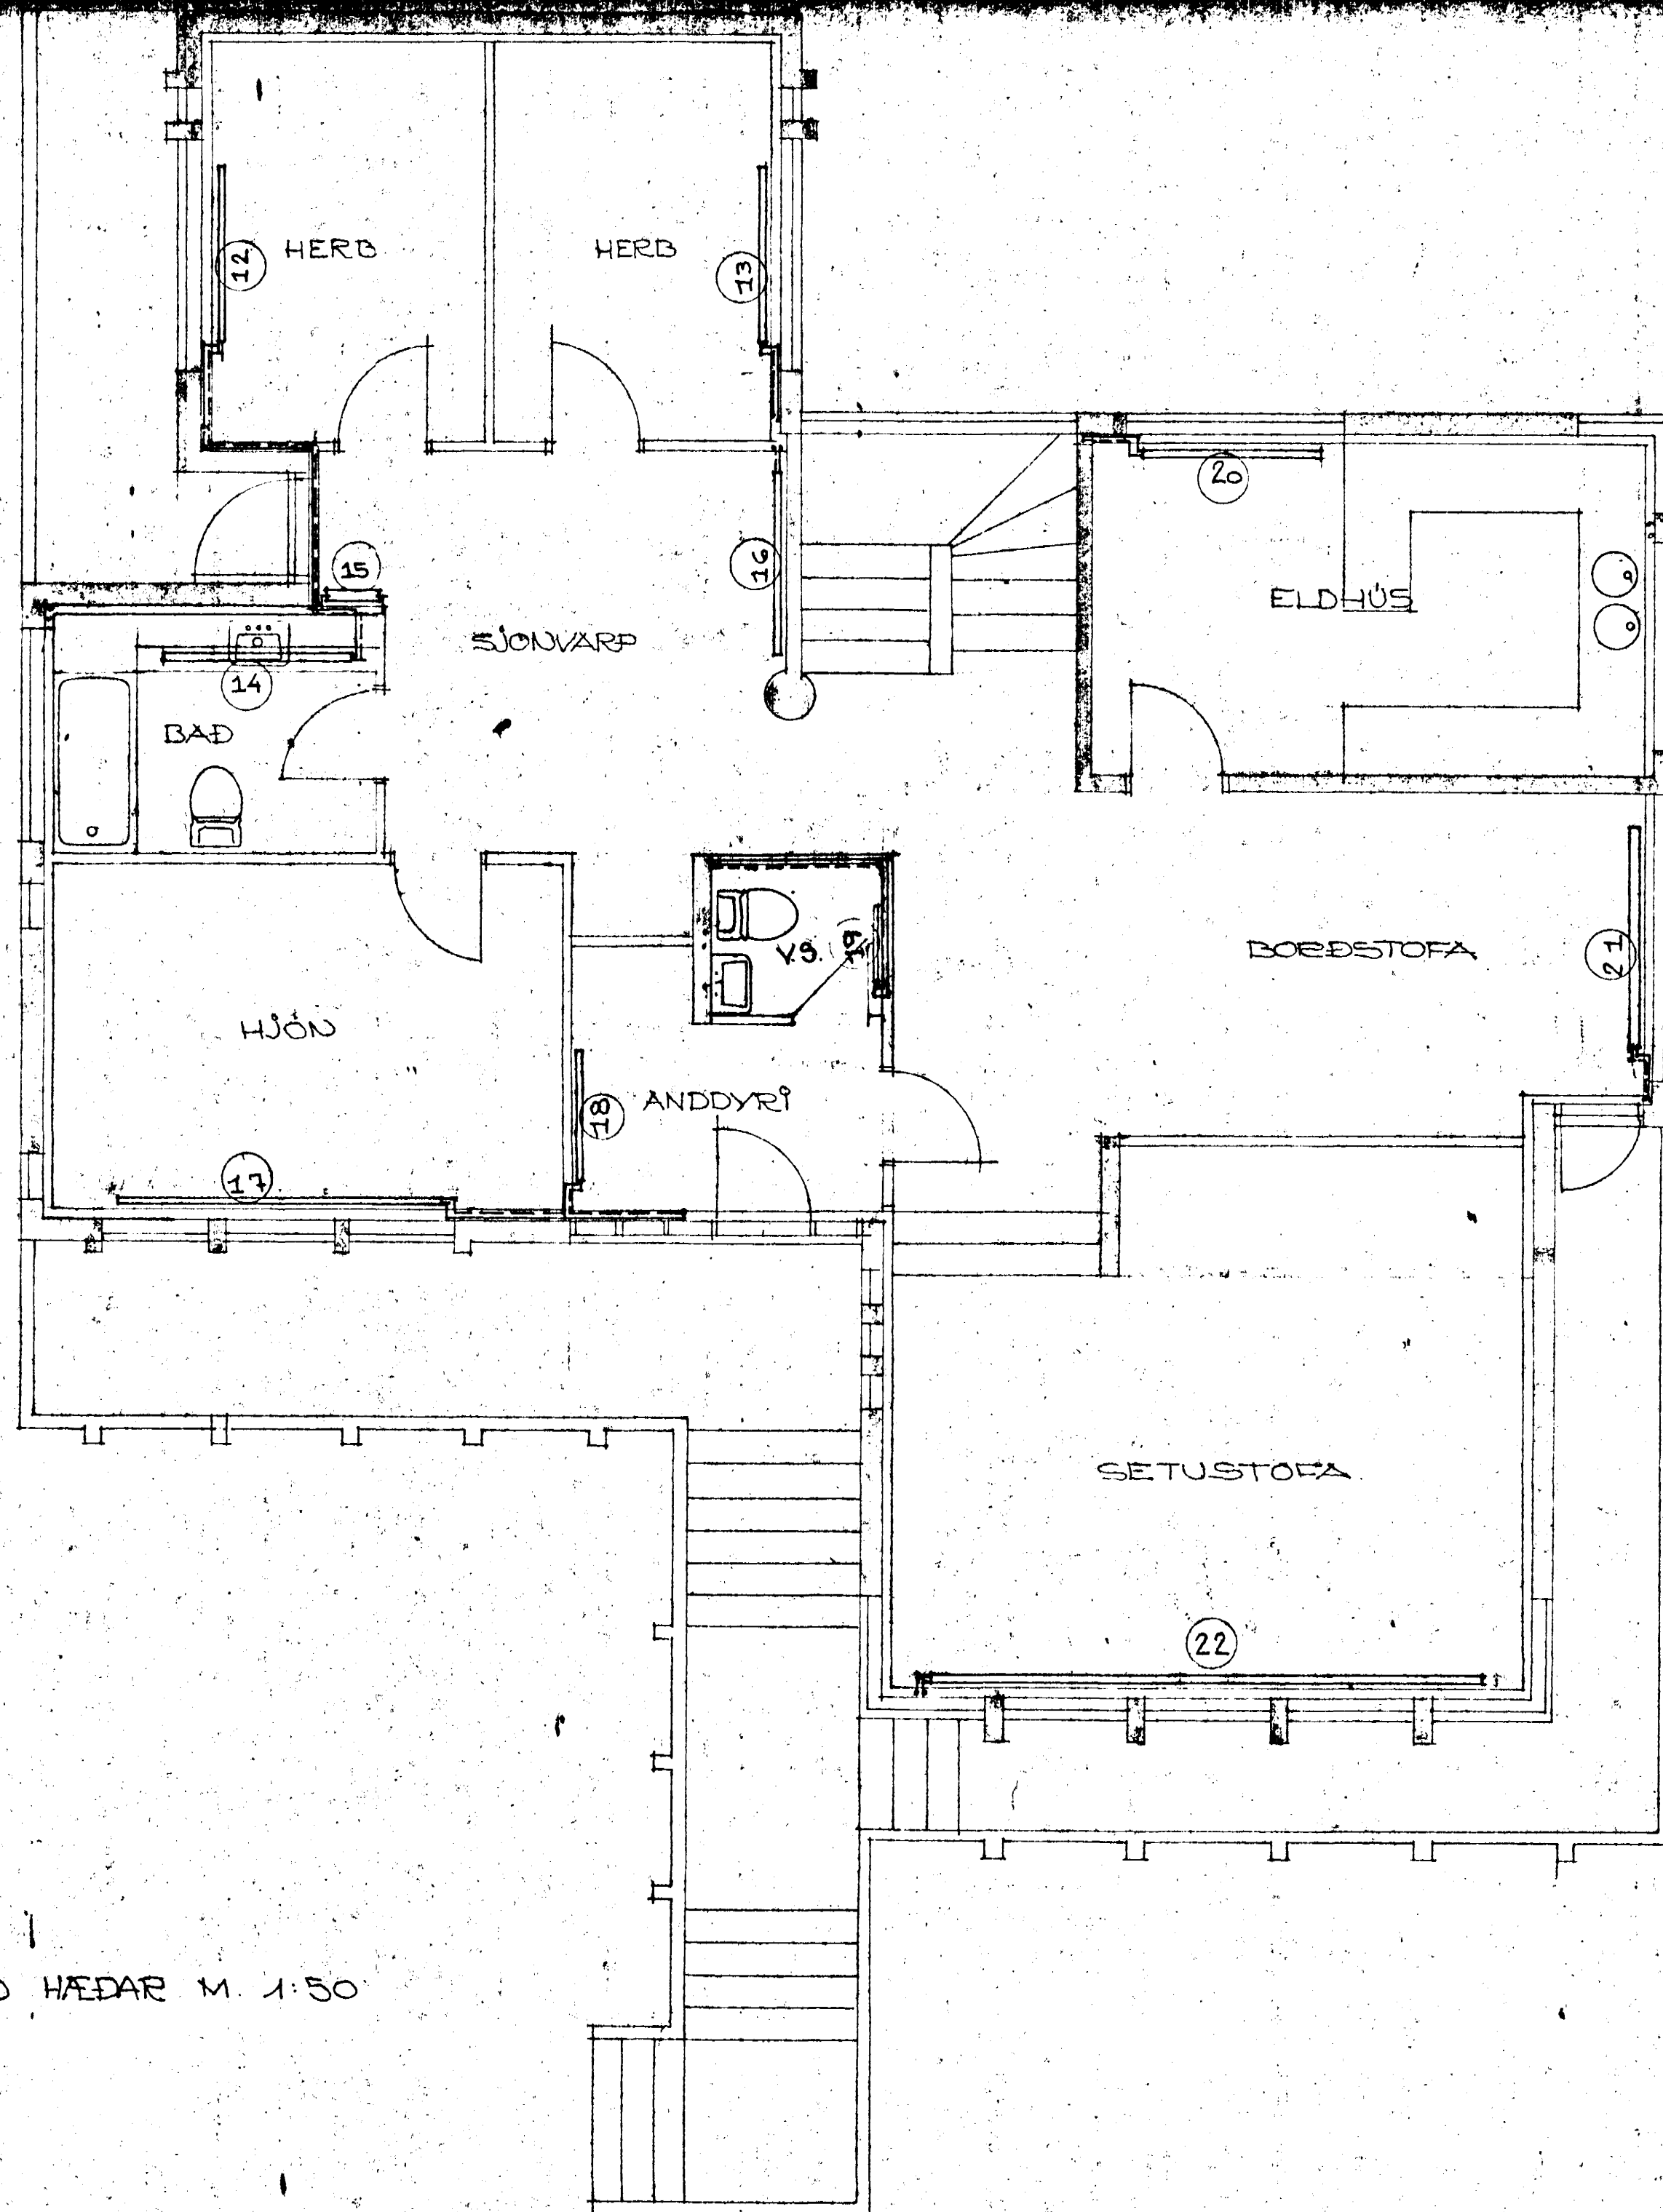 HERB
HERB
12
13
20
16
15
ELDHÚS
SJÓNVARP
14
BAÐ
V.S.
19
BORÐSTOFA
21
HJÓN
ANDDYRI
18
17
SETUSTOFA
22
HÆÐAR M. 1:50